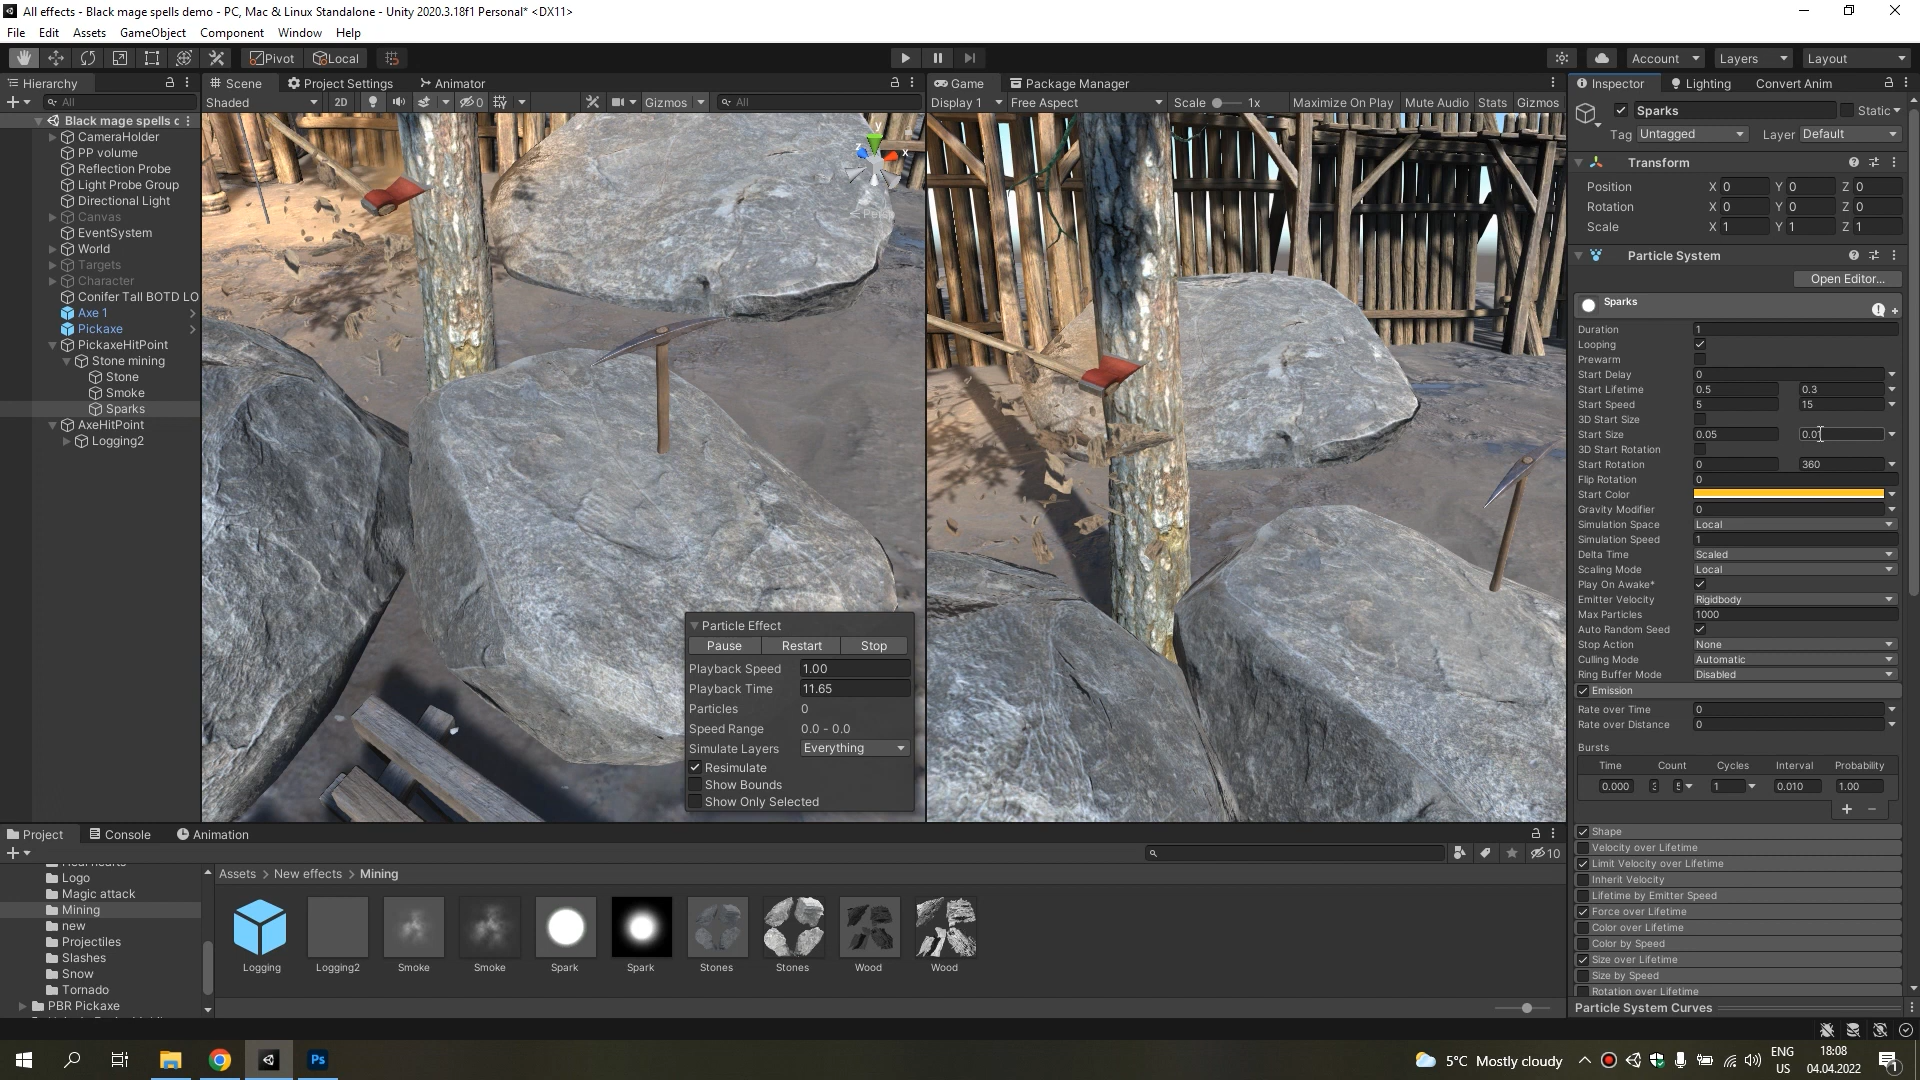 All effects - Black mage spells demo - PC, Mac & Linux Standalone - Unity 2020.3.18f1 Personal* <DX11>
File Edit Assets GameObject Component Window Help
Pivot Local Account Layers Layout
Hierarchy
All
Black mage spells c
CameraHolder
PP volume
Reflection Probe
Light Probe Group
Directional Light
Canvas
EventSystem
World
Targets
Character
Conifer Tall BOTD LO
Axe 1
Pickaxe
PickaxeHitPoint
Stone mining
Stone
Smoke
Sparks
AxeHitPoint
Logging2
Scene Project Settings Animator
Shaded 2D 0 Gizmos All
y
x
z
Persp
Particle Effect
Pause Restart Stop
Playback Speed 1.00
Playback Time 11.65
Particles 0
Speed Range 0.0 - 0.0
Simulate Layers Everything
Resimulate
Show Bounds
Show Only Selected
Game Package Manager
Display 1 Free Aspect Scale 1x Maximize On Play Mute Audio Stats Gizmos
Inspector Lighting Convert Anim
Sparks Static
Tag Untagged Layer Default
Transform
Position X 0 Y 0 Z 0
Rotation X 0 Y 0 Z 0
Scale X 1 Y 1 Z 1
Particle System
Open Editor...
Sparks
Duration 1
Looping
Prewarm
Start Delay 0
Start Lifetime 0.5 0.3
Start Speed 5 15
3D Start Size
Start Size 0.05 0.01
3D Start Rotation
Start Rotation 0 360
Flip Rotation 0
Start Color
Gravity Modifier 0
Simulation Space Local
Simulation Speed 1
Delta Time Scaled
Scaling Mode Local
Play On Awake*
Emitter Velocity Rigidbody
Max Particles 1000
Auto Random Seed
Stop Action None
Culling Mode Automatic
Ring Buffer Mode Disabled
Emission
Rate over Time 0
Rate over Distance 0
Bursts
Time Count Cycles Interval Probability
0.000 1 0.010 1.00
Shape
Velocity over Lifetime
Limit Velocity over Lifetime
Inherit Velocity
Lifetime by Emitter Speed
Force over Lifetime
Color over Lifetime
Color by Speed
Size over Lifetime
Size by Speed
Rotation over Lifetime
Particle System Curves
Project Console Animation
10
Logo
Magic attack
Mining
new
Projectiles
Slashes
Snow
Tornado
PBR Pickaxe
Assets > New effects > Mining
Logging Logging2 Smoke Smoke Spark Spark Stones Stones Wood Wood
Ps
5°C Mostly cloudy
ENG
US
18:08
04.04.2022
1